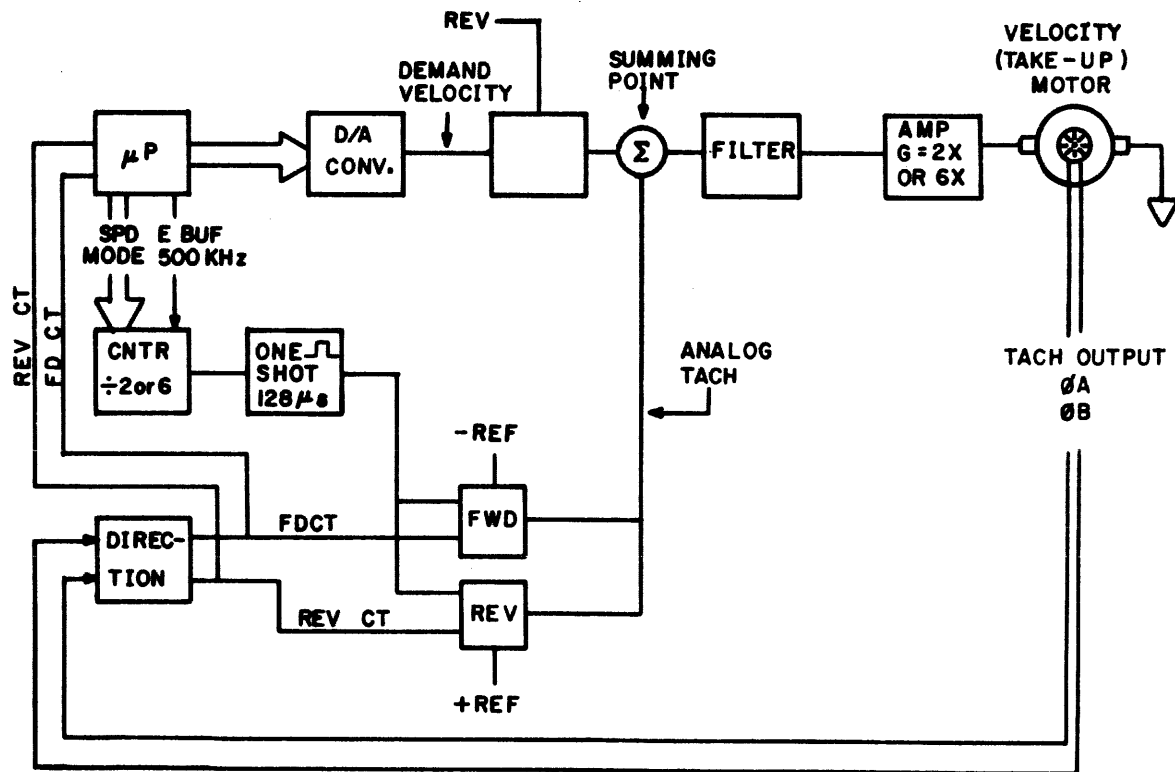 REV
VELOCITY
(TAKE-UP)
MOTOR
DEMAND
VELOCITY
SUMMING
POINT
μP
D/A
CONV.
Σ
FILTER
AMP
G=2X
OR 6X
SPD
MODE
E BUF
500KHz
REV CT
FD CT
CNTR
÷2or6
ONE
SHOT
128μs
ANALOG
TACH
TACH OUTPUT
ØA
ØB
-REF
FWD
FDCT
DIREC-
TION
REV
REV CT
+REF